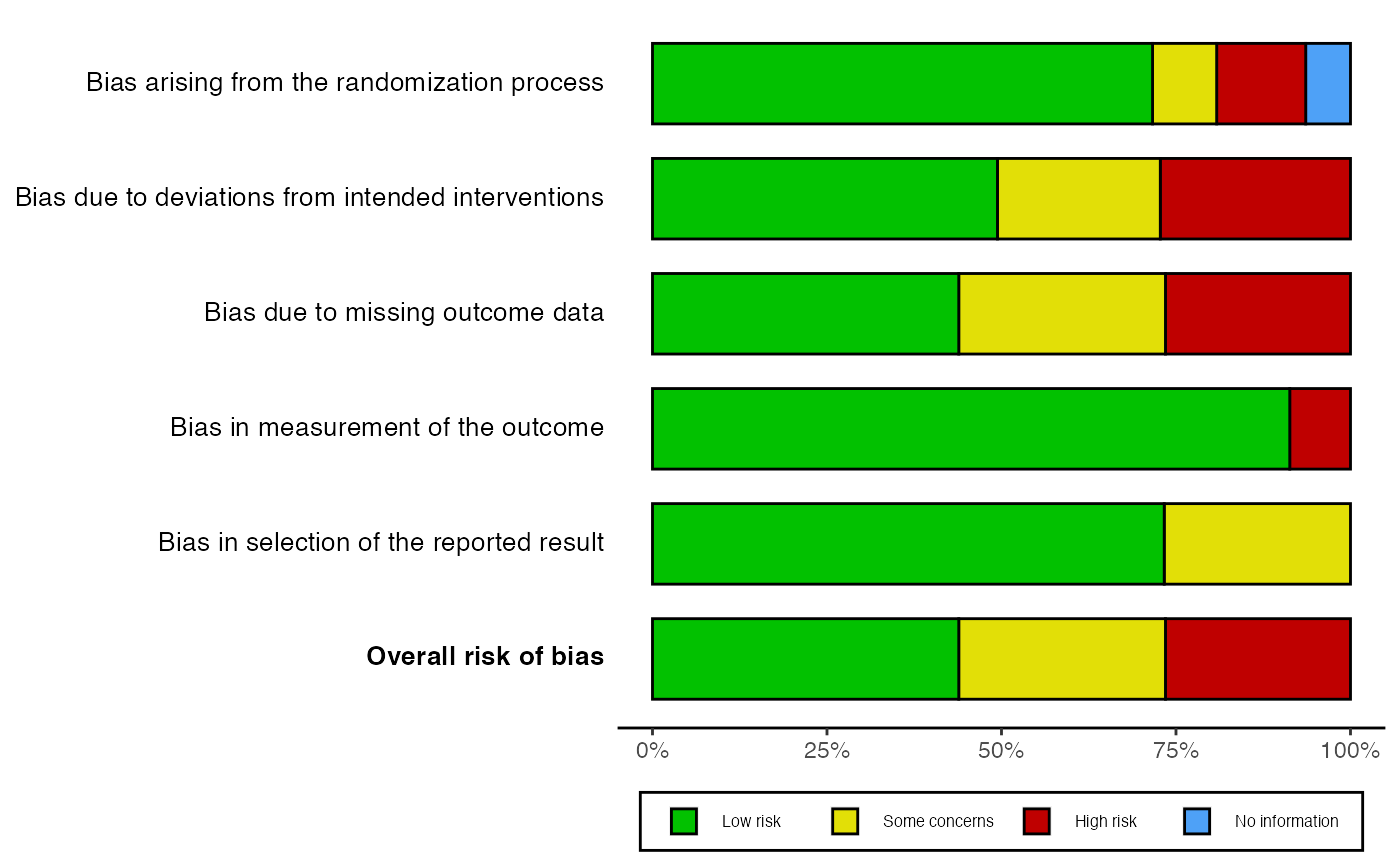 Bias arising from the randomization process
Bias due to deviations from intended interventions
Bias due to missing outcome data
Bias in measurement of the outcome
Bias in selection of the reported result
Overall risk of bias
0% 25% 50% 75% 100%
Low risk Some concerns High risk No information